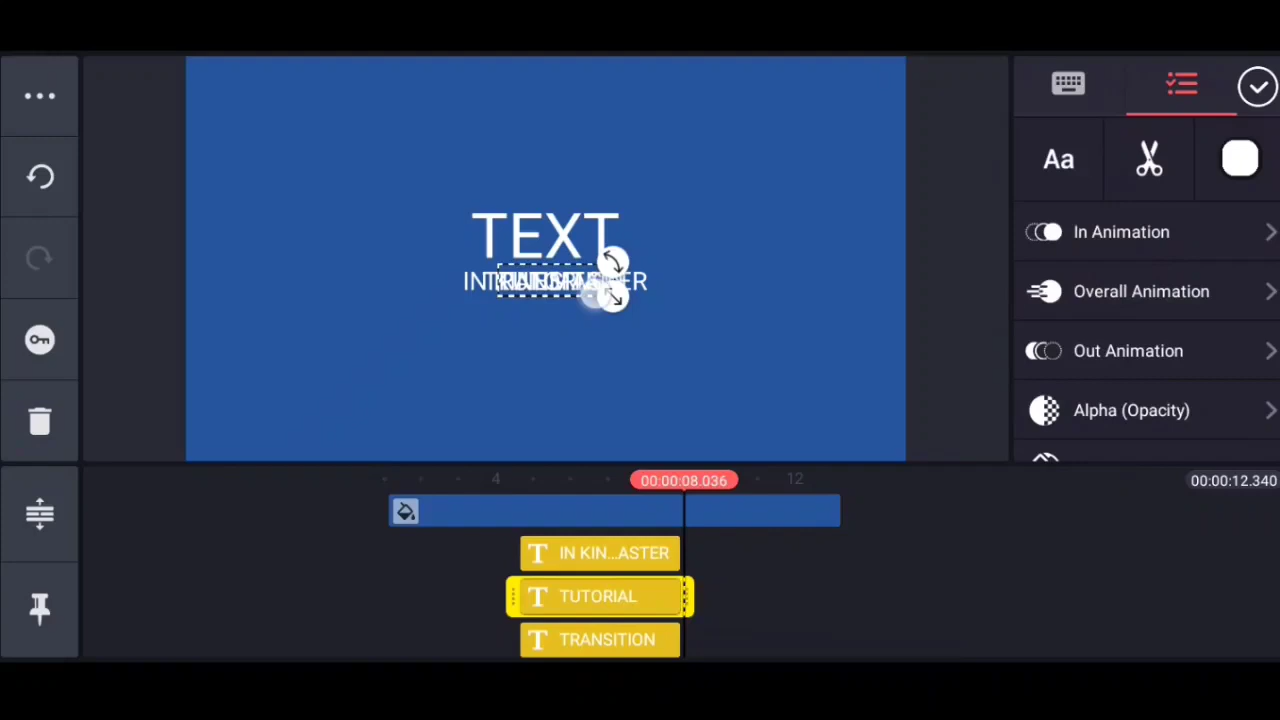 TEXT
Aa
In Animation
Overall Animation
Out Animation
Alpha (Opacity)
4
00:00:08.036
12
00:00:12.340
IN KIN...ASTER
TUTORIAL
TRANSITION